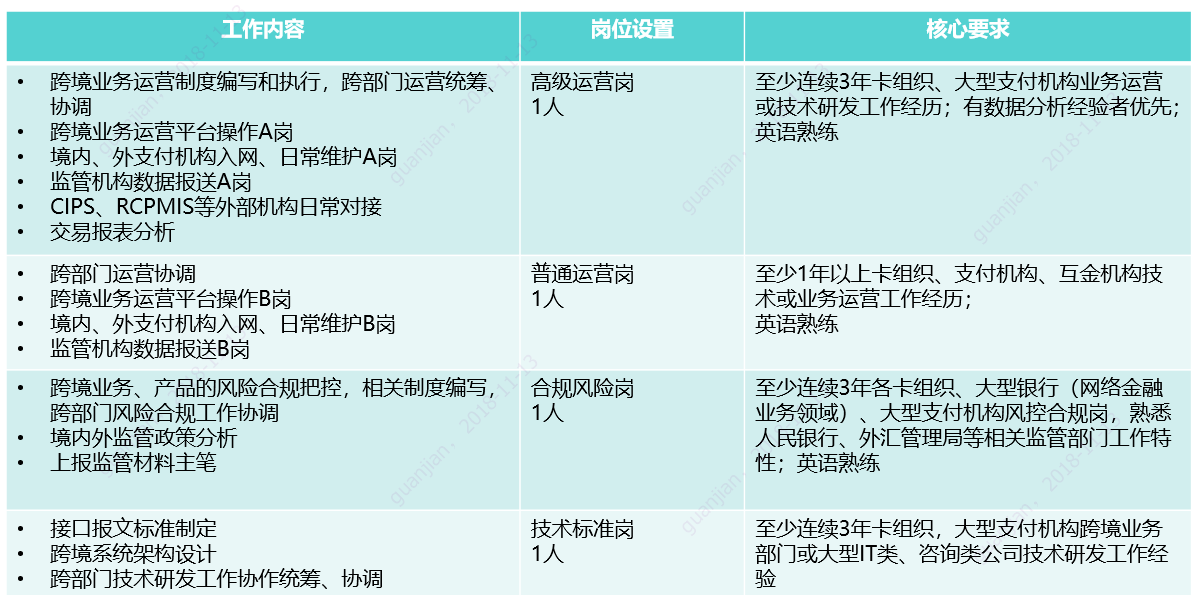 工作内容 岗位设置 核心要求
• 跨境业务运营制度编写和执行，跨部门运营统筹、
协调
• 跨境业务运营平台操作A岗
• 境内、外支付机构入网、日常维护A岗
• 监管机构数据报送A岗
• CIPS、RCPMIS等外部机构日常对接
• 交易报表分析
高级运营岗
1人
至少连续3年卡组织、大型支付机构业务运营
或技术研发工作经历；有数据分析经验者优先；
英语熟练
• 跨部门运营协调
• 跨境业务运营平台操作B岗
• 境内、外支付机构入网、日常维护B岗
• 监管机构数据报送B岗
普通运营岗
1人
至少1年以上卡组织、支付机构、互金机构技
术或业务运营工作经历；
英语熟练
• 跨境业务、产品的风险合规把控，相关制度编写，
跨部门风险合规工作协调
• 境内外监管政策分析
• 上报监管材料主笔
合规风险岗
1人
至少连续3年各卡组织、大型银行（网络金融
业务领域）、大型支付机构风控合规岗，熟悉
人民银行、外汇管理局等相关监管部门工作特
性；英语熟练
• 接口报文标准制定
• 跨境系统架构设计
• 跨部门技术研发工作协作统筹、协调
技术标准岗
1人
至少连续3年卡组织，大型支付机构跨境业务
部门或大型IT类、咨询类公司技术研发工作经
验
guanjian，2018-11-13